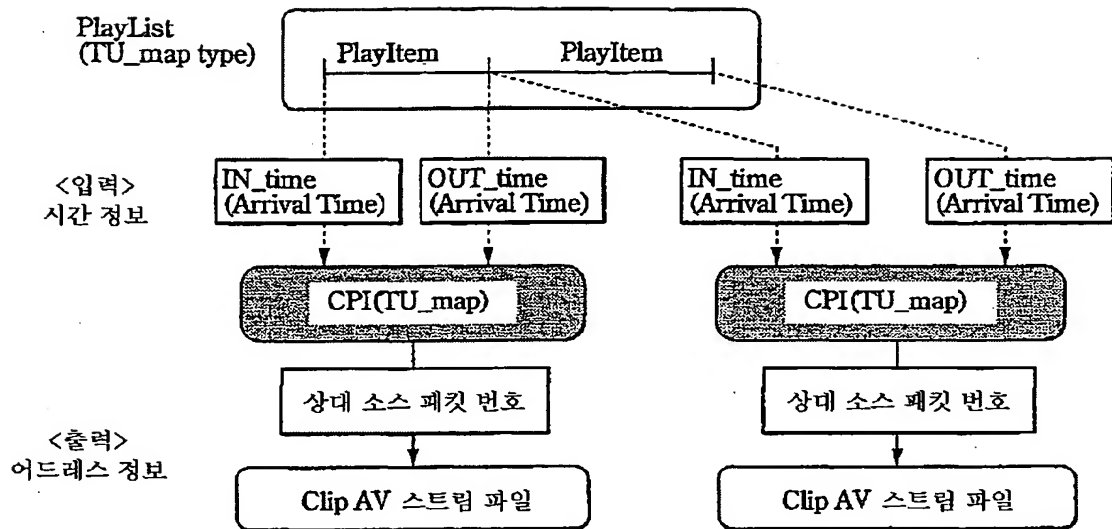 PlayList
(TU_map type)
PlayItem
PlayItem
<입력>
시간 정보
IN_time
(Arrival Time)
OUT_time
(Arrival Time)
IN_time
(Arrival Time)
OUT_time
(Arrival Time)
CPI(TU_map)
CPI(TU_map)
상대 소스 패킷 번호
상대 소스 패킷 번호
<출력>
어드레스 정보
Clip AV 스트림 파일
Clip AV 스트림 파일